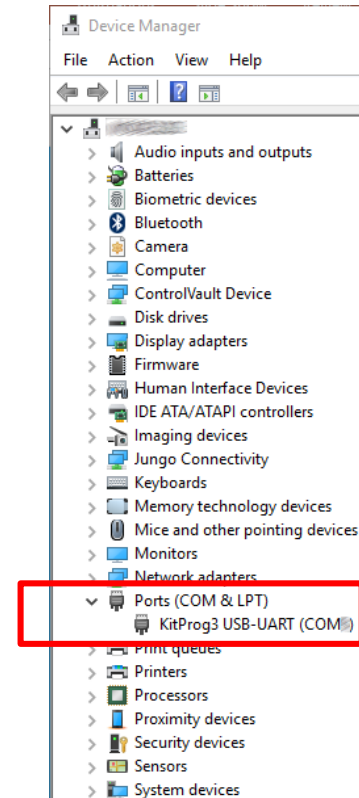 Device Manager
File Action View Help
Audio inputs and outputs
Batteries
Biometric devices
Bluetooth
Camera
Computer
ControlVault Device
Disk drives
Display adapters
Firmware
Human Interface Devices
IDE ATA/ATAPI controllers
Imaging devices
Jungo Connectivity
Keyboards
Memory technology devices
Mice and other pointing devices
Monitors
Network adapters
Ports (COM & LPT)
KitProg3 USB-UART (COM)
Print queues
Printers
Processors
Proximity devices
Security devices
Sensors
System devices